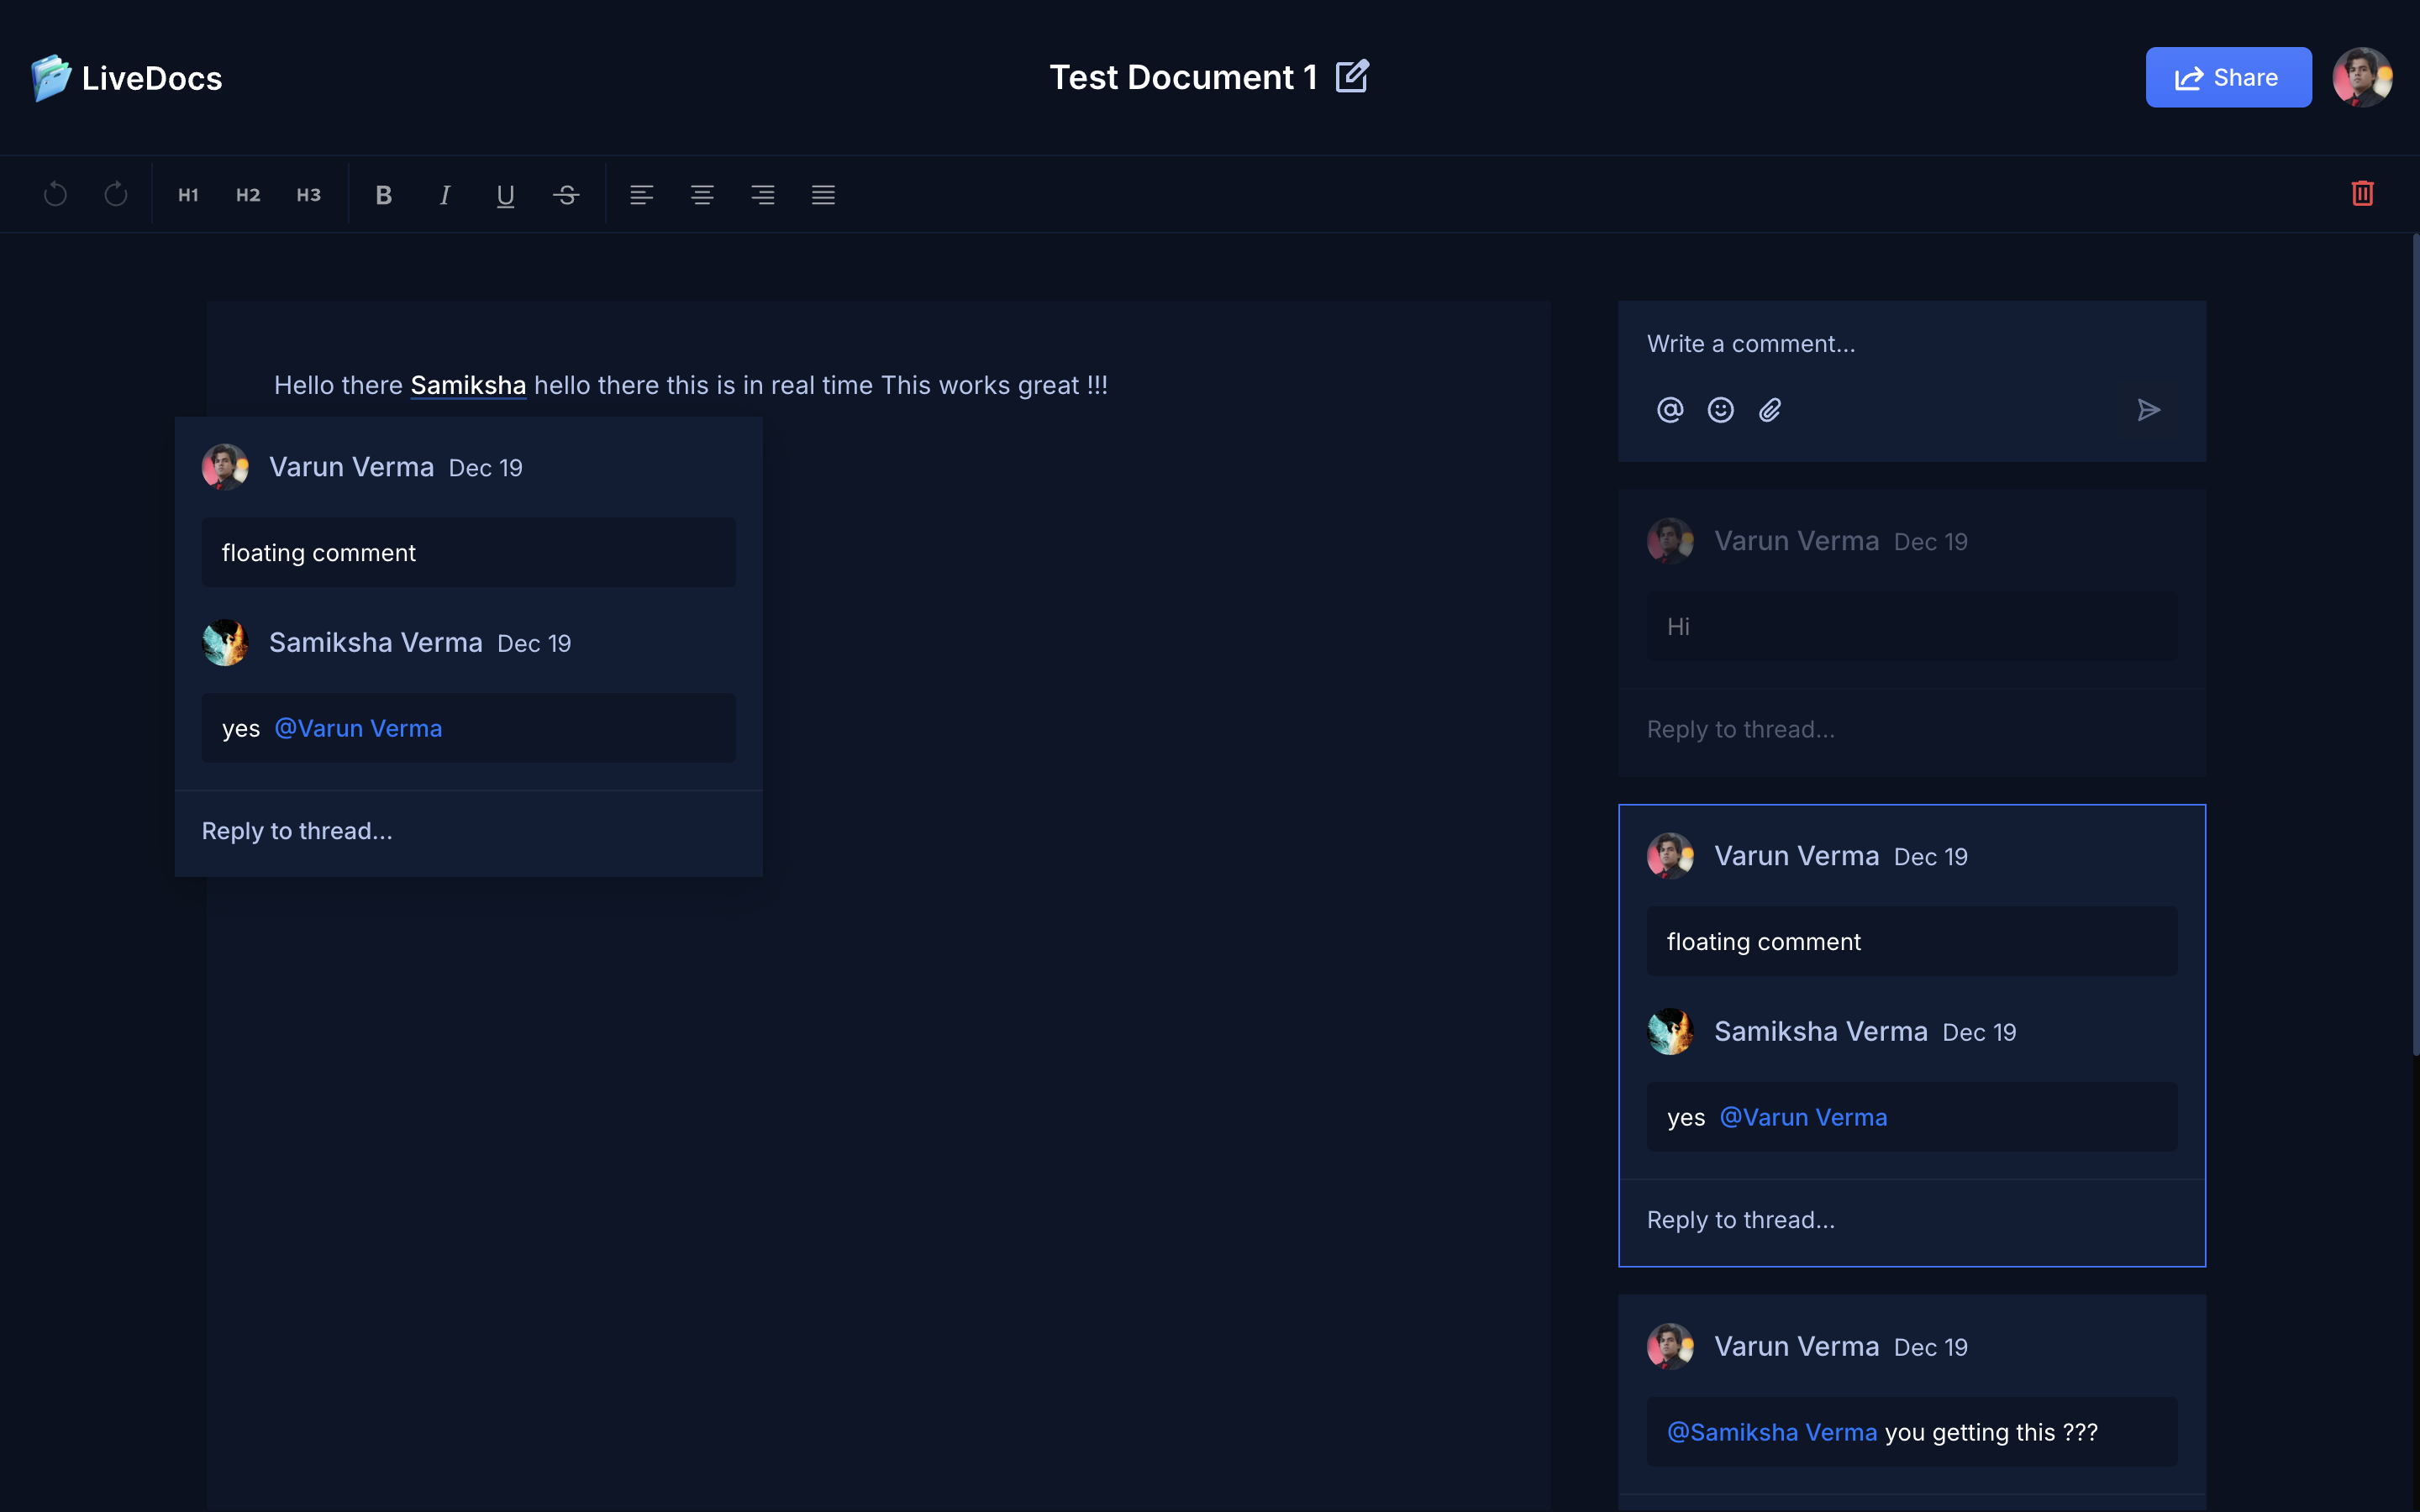 LiveDocs
Test Document 1
Share
H1 H2 H3 B I U S
Hello there Samiksha hello there this is in real time This works great !!!
Varun Verma Dec 19
floating comment
Samiksha Verma Dec 19
yes @Varun Verma
Reply to thread...
Write a comment...
Varun Verma Dec 19
Hi
Reply to thread...
Varun Verma Dec 19
floating comment
Samiksha Verma Dec 19
yes @Varun Verma
Reply to thread...
Varun Verma Dec 19
@Samiksha Verma you getting this ???